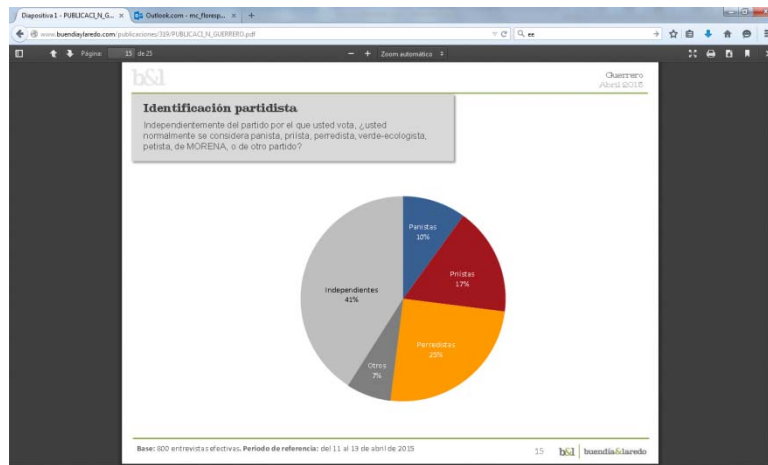 Diapositiva 1 - PUBLICACI_N_G...
Outlook.com - mc_floresp...
www.buendiaylaredo.com/publicaciones/319/PUBLICACI_N_GUERRERO.pdf
ee
Página: 15 de 25
Zoom automático
b&l
Guerrero
Abril 2015
Identificación partidista
Independientemente del partido por el que usted vota, ¿usted
normalmente se considera panista, priísta, perredista, verde-ecologista,
petista, de MORENA, o de otro partido?
Panistas
10%
Priistas
17%
Independientes
41%
Perredistas
25%
Otros
7%
Base: 800 entrevistas efectivas. Periodo de referencia: del 11 al 13 de abril de 2015
15
b&l buendía&laredo